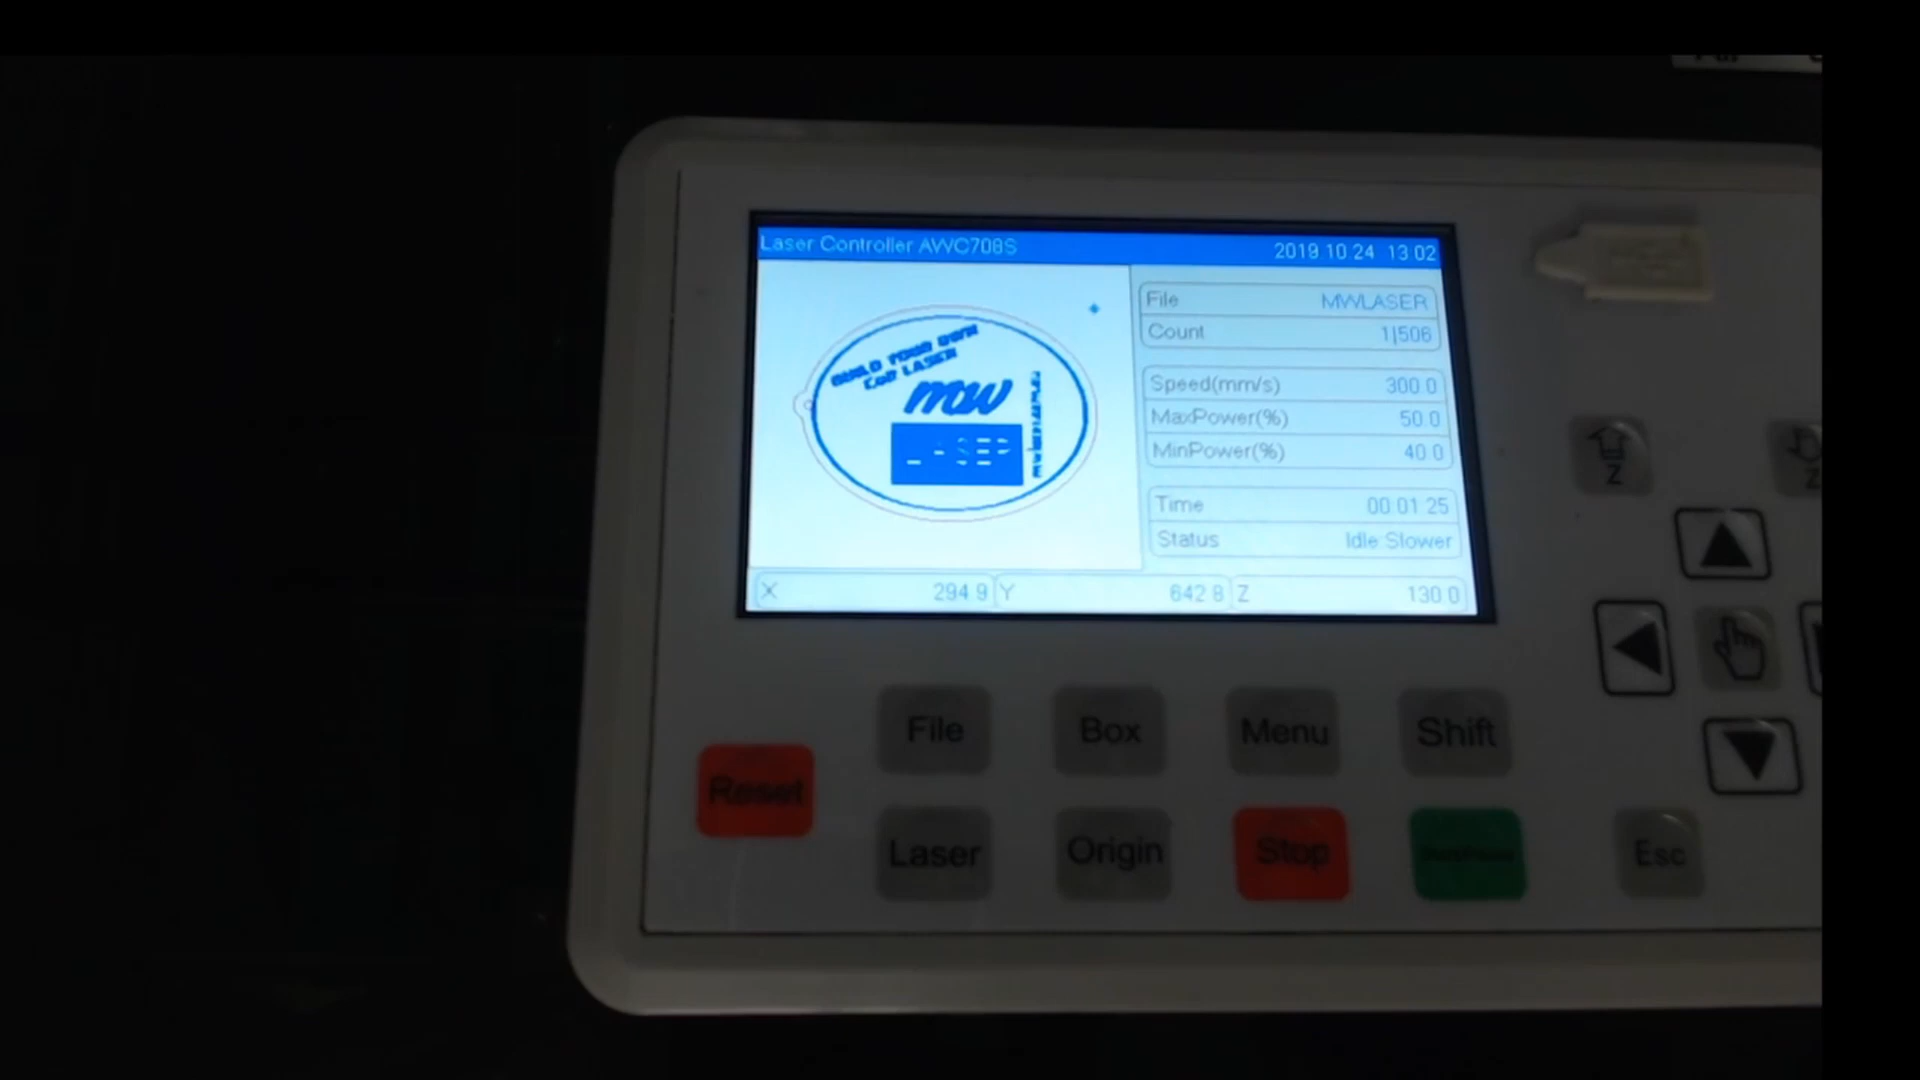 Laser Controller AWC708S 2019 10 24 13 02
BUILD YOUR OWN
Co2 LASER
mw
LASER
File MWLASER
Count 1|506
Speed(mm/s) 300 0
MaxPower(%) 50.0
MinPower(%) 40 0
Time 00 01 25
Status Idle Slower
X 294 9 Y 642 8 Z 130 0
Z
Z
File Box Menu Shift
Reset
Laser Origin Stop Esc